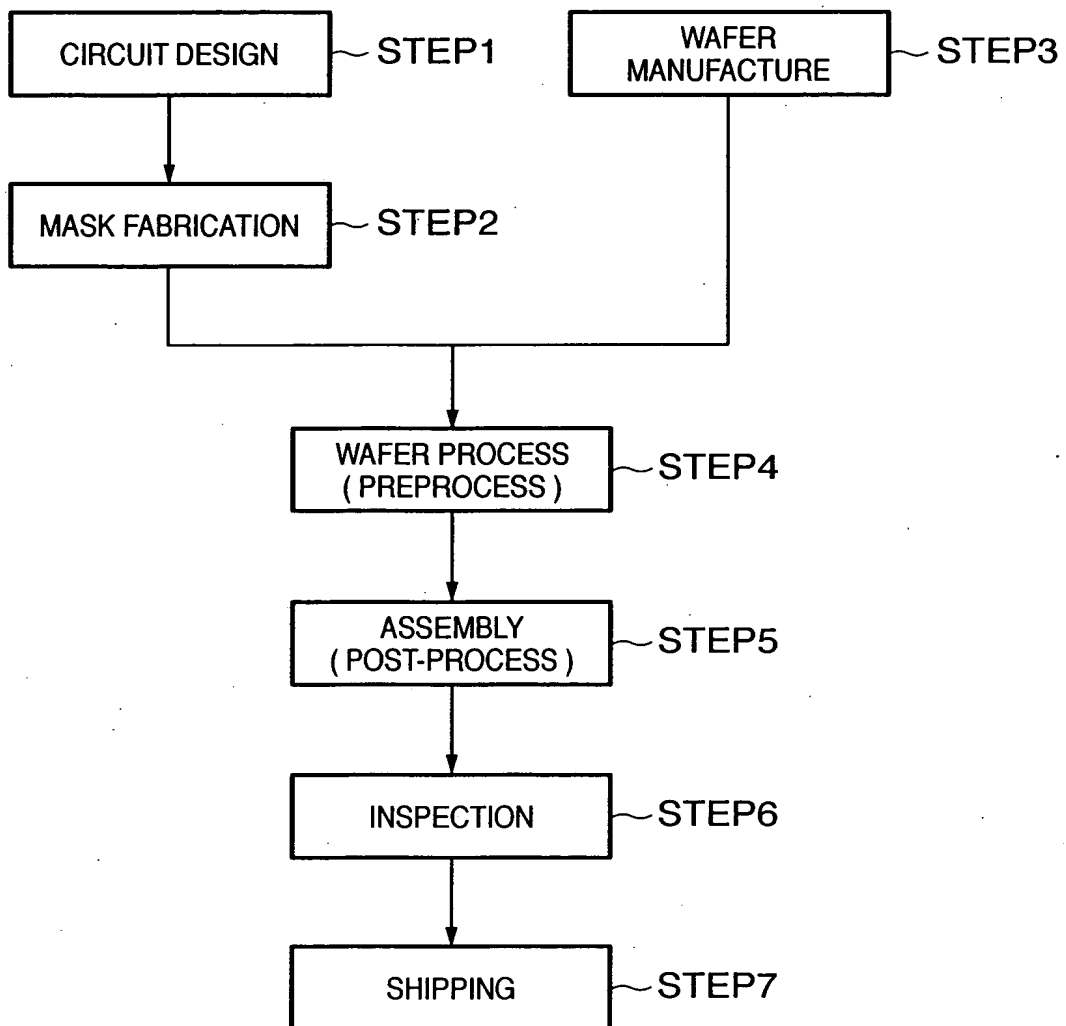 CIRCUIT DESIGN
STEP1
WAFER
MANUFACTURE
STEP3
MASK FABRICATION
STEP2
WAFER PROCESS
( PREPROCESS )
STEP4
ASSEMBLY
( POST-PROCESS )
STEP5
INSPECTION
STEP6
SHIPPING
STEP7